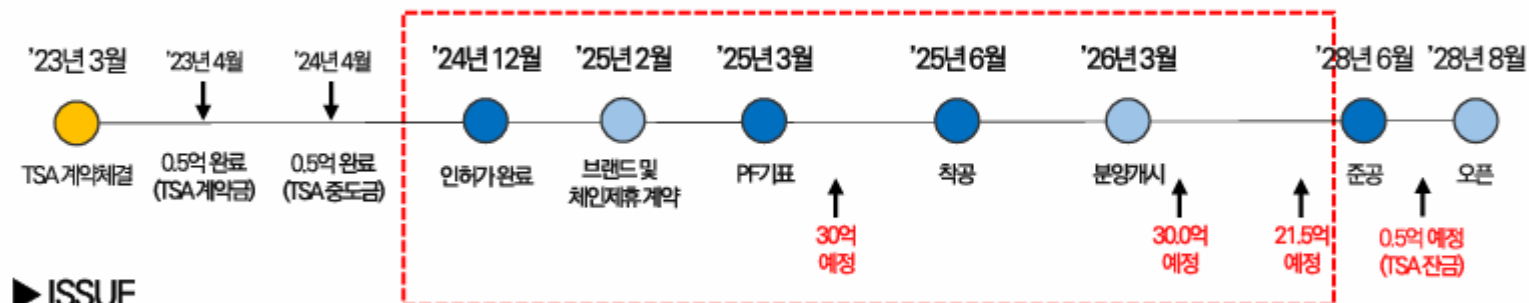 ’23년 3월
’23년 4월
’24년 4월
’24년 12월
’25년 2월
’25년 3월
’25년 6월
’26년 3월
’28년 6월
’28년 8월
TSA 계약체결
0.5억 완료
(TSA 계약금)
0.5억 완료
(TSA 중도금)
인허가 완료
브랜드 및
체인제휴 계약
PF기표
착공
분양개시
준공
오픈
30억
예정
30.0억
예정
21.5억
예정
0.5억 예정
(TSA 잔금)
▶ ISSUE